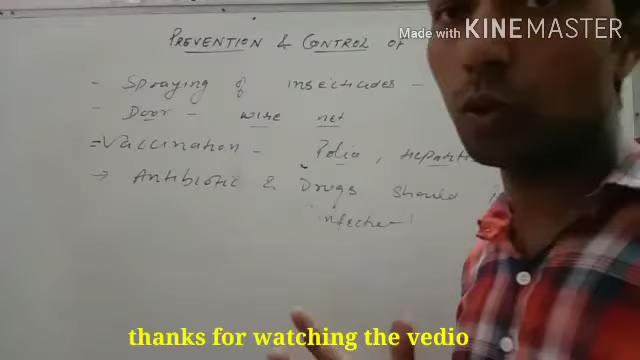 Made with KINEMASTER
PREVENTION & CONTROL OF
- Spraying of insecticides -
- Door - wire net
= Vaccination - Polio, Hepatit
→ Antibiotic & Drugs should
infection
thanks for watching the vedio